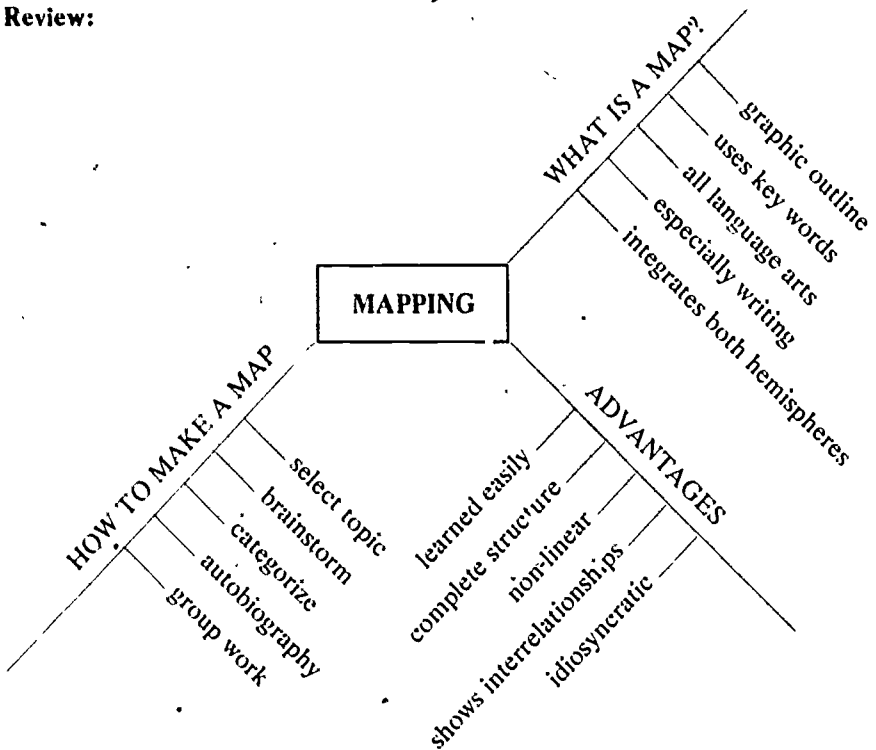 Review:
WHAT IS A MAP?
graphic outline
uses key words
all language arts
especially writing
integrates both hemispheres
MAPPING
HOW TO MAKE A MAP
select topic
brainstorm
categorize
autobiography
group work
ADVANTAGES
learned easily
complete structure
non-linear
shows interrelationships
idiosyncratic